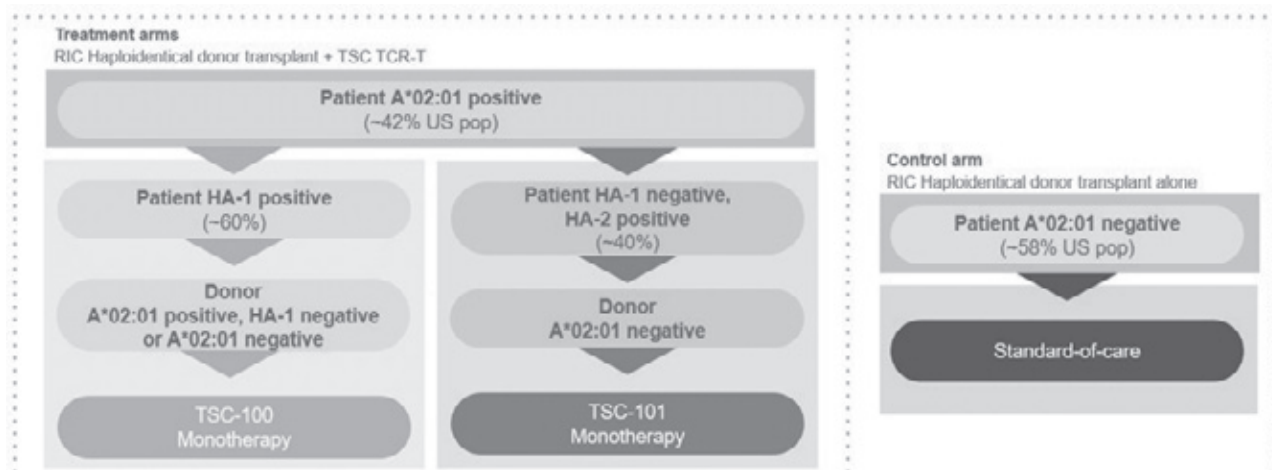 Treatment arms
RIC Haploidentical donor transplant + TSC TCR-T
Patient A*02:01 positive
(~42% US pop)
Patient HA-1 positive
(~60%)
Donor
A*02:01 positive, HA-1 negative
or A*02:01 negative
TSC-100
Monotherapy
Patient HA-1 negative,
HA-2 positive
(~40%)
Donor
A*02:01 negative
TSC-101
Monotherapy
Control arm
RIC Haploidentical donor transplant alone
Patient A*02:01 negative
(~58% US pop)
Standard-of-care